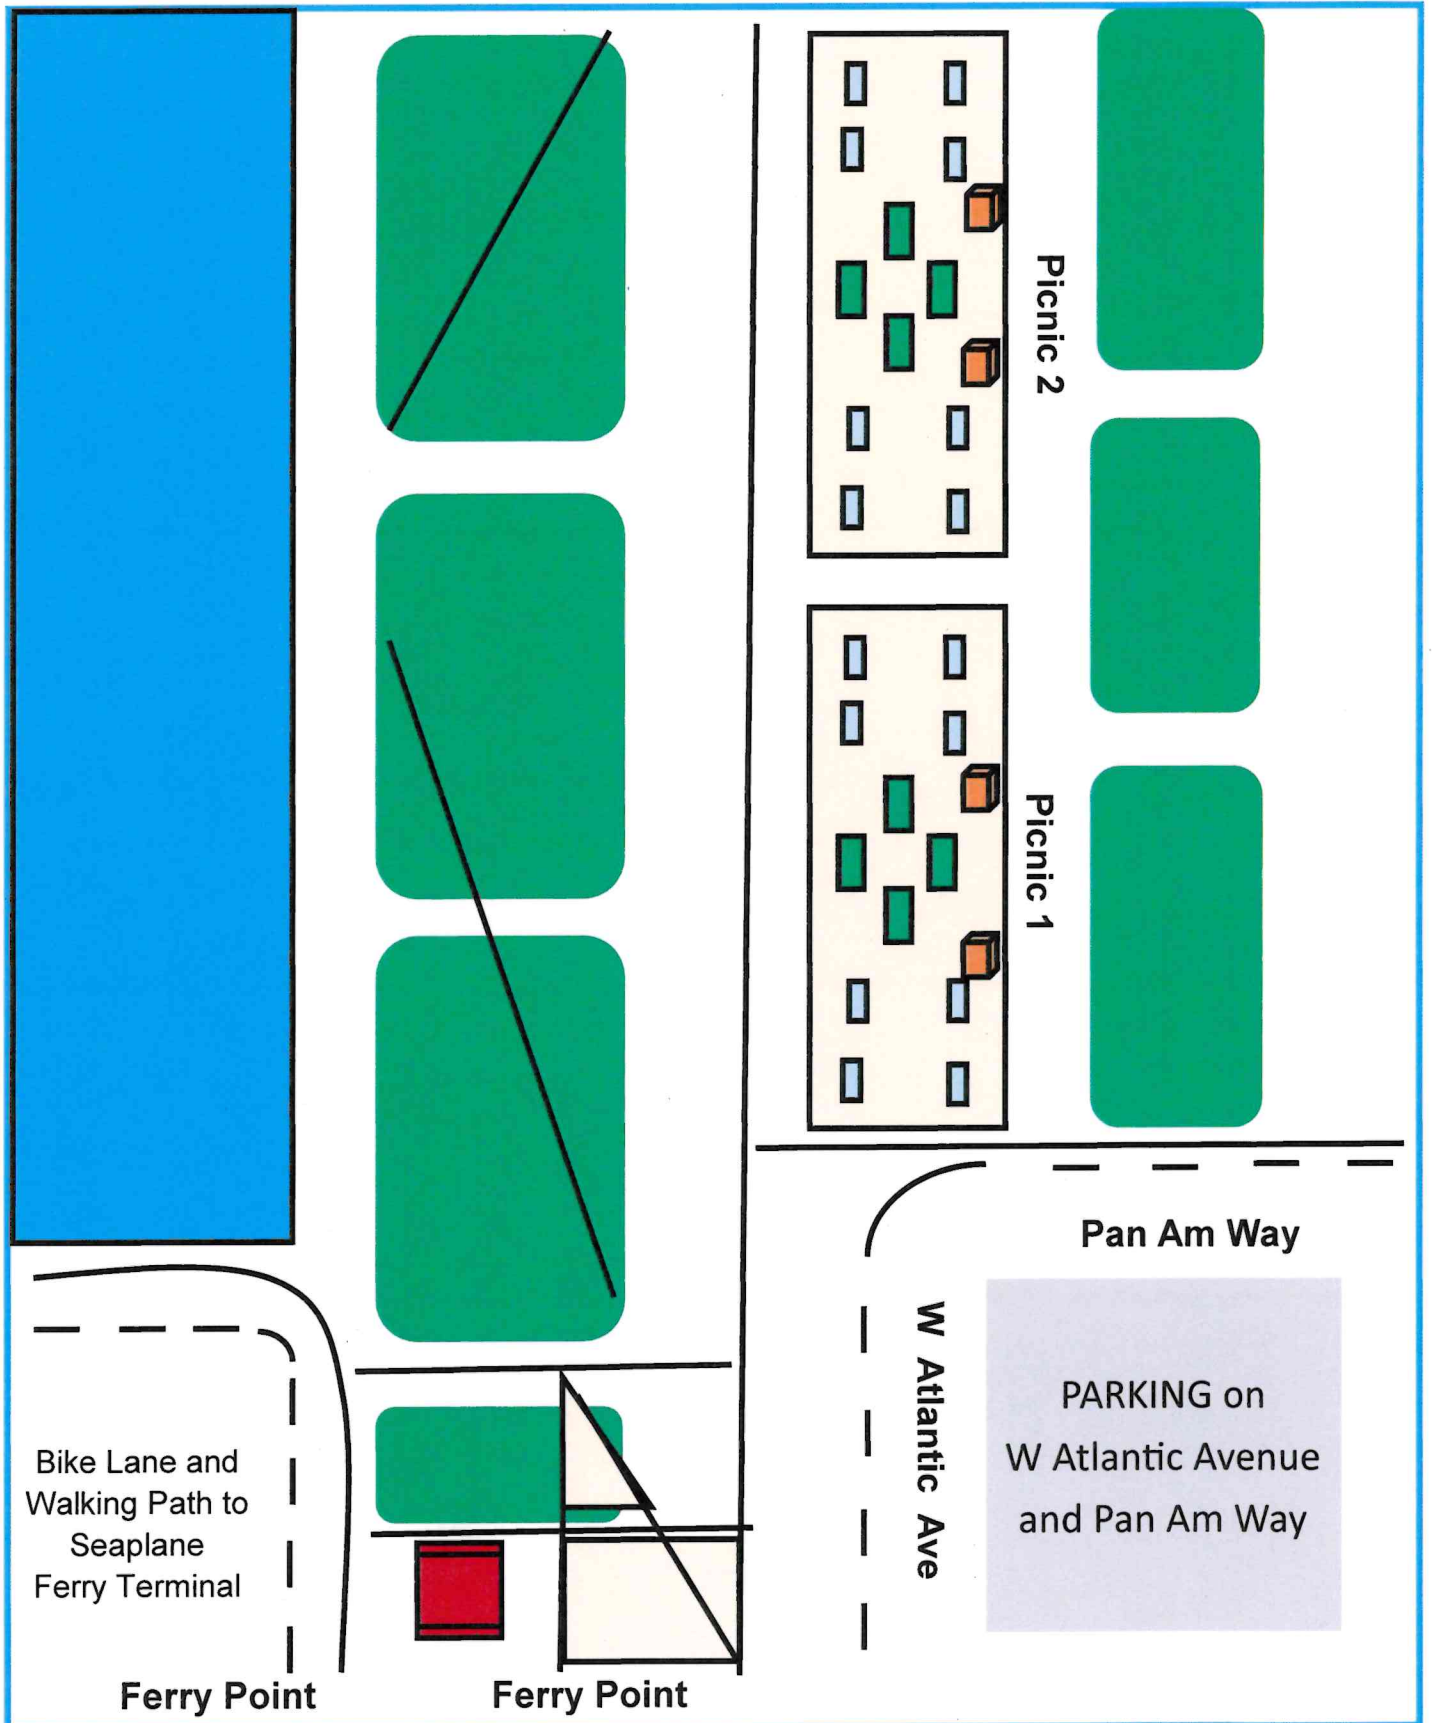 Picnic 2
Picnic 1
Pan Am Way
W Atlantic Ave
PARKING on
W Atlantic Avenue
and Pan Am Way
Bike Lane and
Walking Path to
Seaplane
Ferry Terminal
Ferry Point
Ferry Point